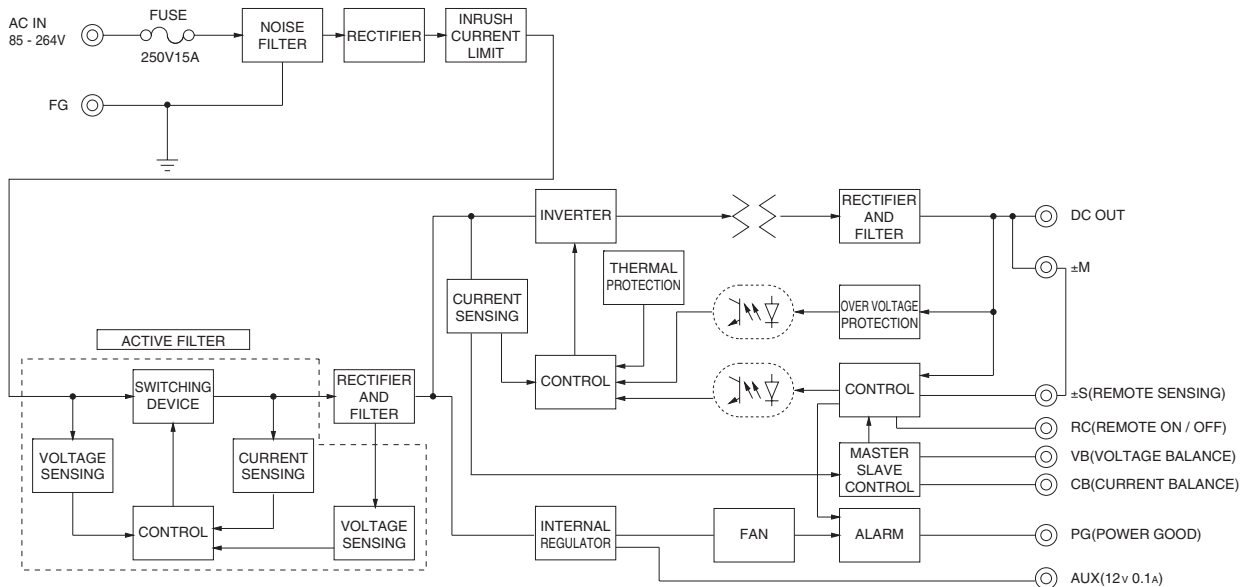 AC IN
85 - 264V
FUSE
250V15A
NOISE
FILTER
RECTIFIER
INRUSH
CURRENT
LIMIT
FG
INVERTER
RECTIFIER
AND
FILTER
DC OUT
±M
THERMAL
PROTECTION
CURRENT
SENSING
OVER VOLTAGE
PROTECTION
CONTROL
CONTROL
±S(REMOTE SENSING)
RC(REMOTE ON / OFF)
MASTER
SLAVE
CONTROL
VB(VOLTAGE BALANCE)
CB(CURRENT BALANCE)
ACTIVE FILTER
SWITCHING
DEVICE
RECTIFIER
AND
FILTER
VOLTAGE
SENSING
CURRENT
SENSING
CONTROL
VOLTAGE
SENSING
INTERNAL
REGULATOR
FAN
ALARM
PG(POWER GOOD)
AUX(12V 0.1A)